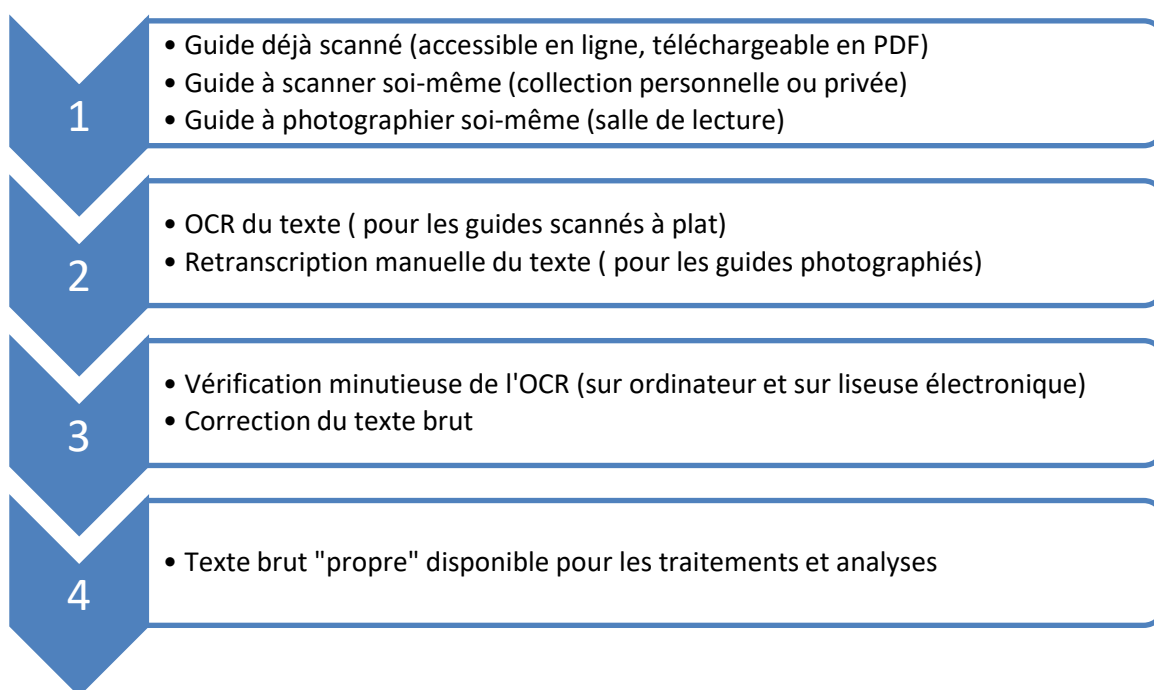 1
• Guide déjà scanné (accessible en ligne, téléchargeable en PDF)
• Guide à scanner soi-même (collection personnelle ou privée)
• Guide à photographier soi-même (salle de lecture)
2
• OCR du texte ( pour les guides scannés à plat)
• Retranscription manuelle du texte ( pour les guides photographiés)
3
• Vérification minutieuse de l'OCR (sur ordinateur et sur liseuse électronique)
• Correction du texte brut
4
• Texte brut "propre" disponible pour les traitements et analyses